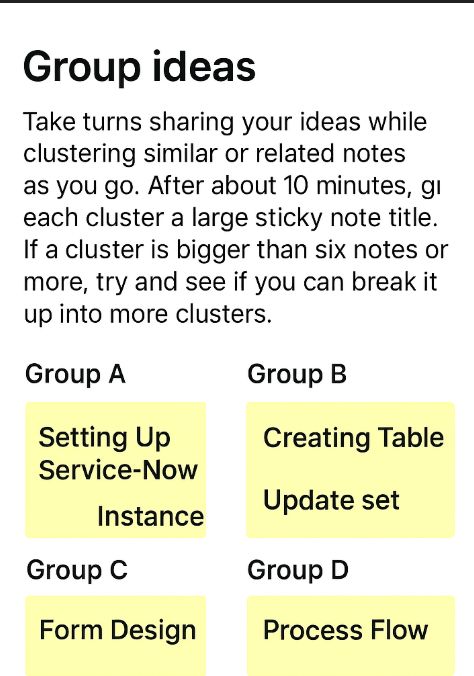 Group ideas
Take turns sharing your ideas while
clustering similar or related notes
as you go. After about 10 minutes,
each cluster a large sticky note title.
If a cluster is bigger than six notes or
more, try and see if you can break it
up into more clusters.
Group A
Setting Up
Service-Now
Instance
Group B
Creating Table
Update set
Group C
Form Design
Group D
Process Flow